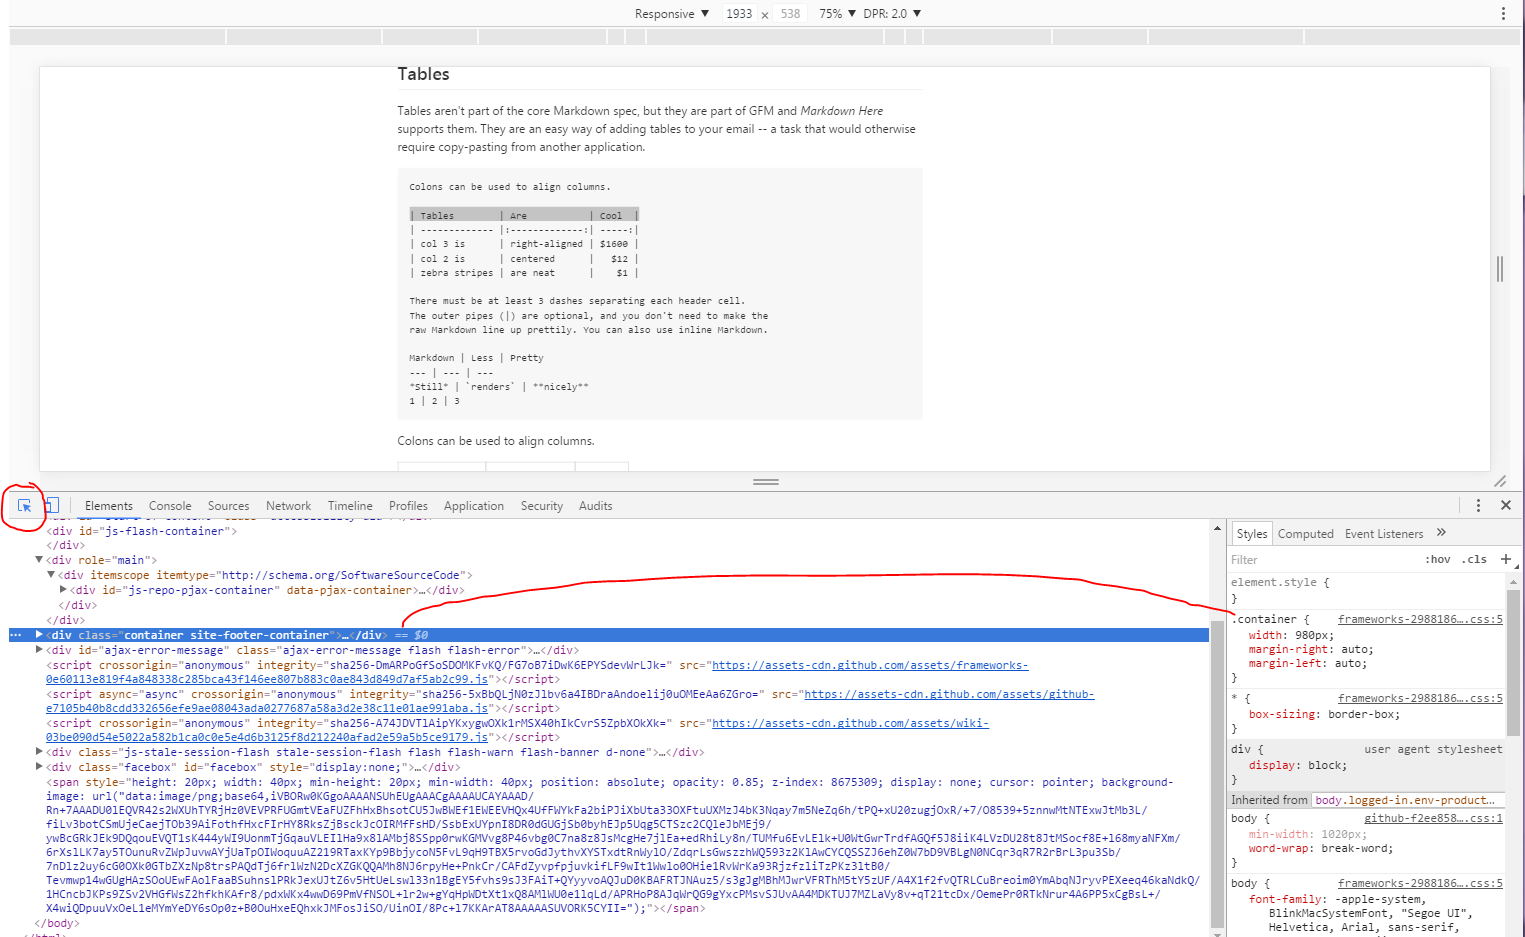 Responsive ▼ 1933 × 538 75% ▼ DPR: 2.0 ▼
Tables
Tables aren't part of the core Markdown spec, but they are part of GFM and Markdown Here
supports them. They are an easy way of adding tables to your email -- a task that would otherwise
require copy-pasting from another application.
Colons can be used to align columns.
| Tables        | Are           | Cool  |
| ------------- |:-------------:| -----:|
| col 3 is      | right-aligned | $1600 |
| col 2 is      | centered      |   $12 |
| zebra stripes | are neat      |    $1 |
There must be at least 3 dashes separating each header cell.
The outer pipes (|) are optional, and you don't need to make the
raw Markdown line up prettily. You can also use inline Markdown.
Markdown | Less | Pretty
--- | --- | ---
*Still* | `renders` | **nicely**
1 | 2 | 3
Colons can be used to align columns.
Elements Console Sources Network Timeline Profiles Application Security Audits
<div id="js-flash-container">
</div>
▼<div role="main">
▼<div itemscope itemtype="http://schema.org/SoftwareSourceCode">
▶<div id="js-repo-pjax-container" data-pjax-container>…</div>
</div>
</div>
▶<div class="container site-footer-container">…</div> == $0
▶<div id="ajax-error-message" class="ajax-error-message flash flash-error">…</div>
<script crossorigin="anonymous" integrity="sha256-DmARPoGfSoSDOMKFvKQ/FG7oB7iDwK6EPYSdevWrLJk=" src="https://assets-cdn.github.com/assets/frameworks-
0e60113e819f4a848338c285bca43f146ee807b883c0ae843d849d7af5ab2c99.js"></script>
<script async="async" crossorigin="anonymous" src="https://assets-cdn.github.com/assets/github-
e7105b40b8cdd332656efe9ae08043ada0277687a58a3d2e38c11e01ae991aba.js"></script>
<script crossorigin="anonymous" src="https://assets-cdn.github.com/assets/wiki-
03be090d54e5022a582b1ca0c0e5e4d6b3125f8d212240afad2e59a5b5ce9179.js"></script>
▶<div class="js-stale-session-flash stale-session-flash flash flash-warn flash-banner d-none">…</div>
▶<div class="facebox" id="facebox" style="display:none;">…</div>
<span style="height: 20px; width: 40px; min-height: 20px; min-width: 40px; position: absolute; opacity: 0.85; z-index: 8675309; display: none; cursor: pointer; background-
image: url("data:image/png;base64,
");"></span>
</body>
Styles Computed Event Listeners »
Filter :hov .cls +
element.style {
}
.container { frameworks-2988186….css:5
width: 980px;
margin-right: auto;
margin-left: auto;
}
* { frameworks-2988186….css:5
box-sizing: border-box;
}
div { user agent stylesheet
display: block;
}
Inherited from body.logged-in.env-product…
body { github-f2ee858….css:1
min-width: 1020px;
word-wrap: break-word;
}
body { frameworks-2988186….css:5
font-family: -apple-system,
BlinkMacSystemFont, "Segoe UI",
Helvetica, Arial, sans-serif,